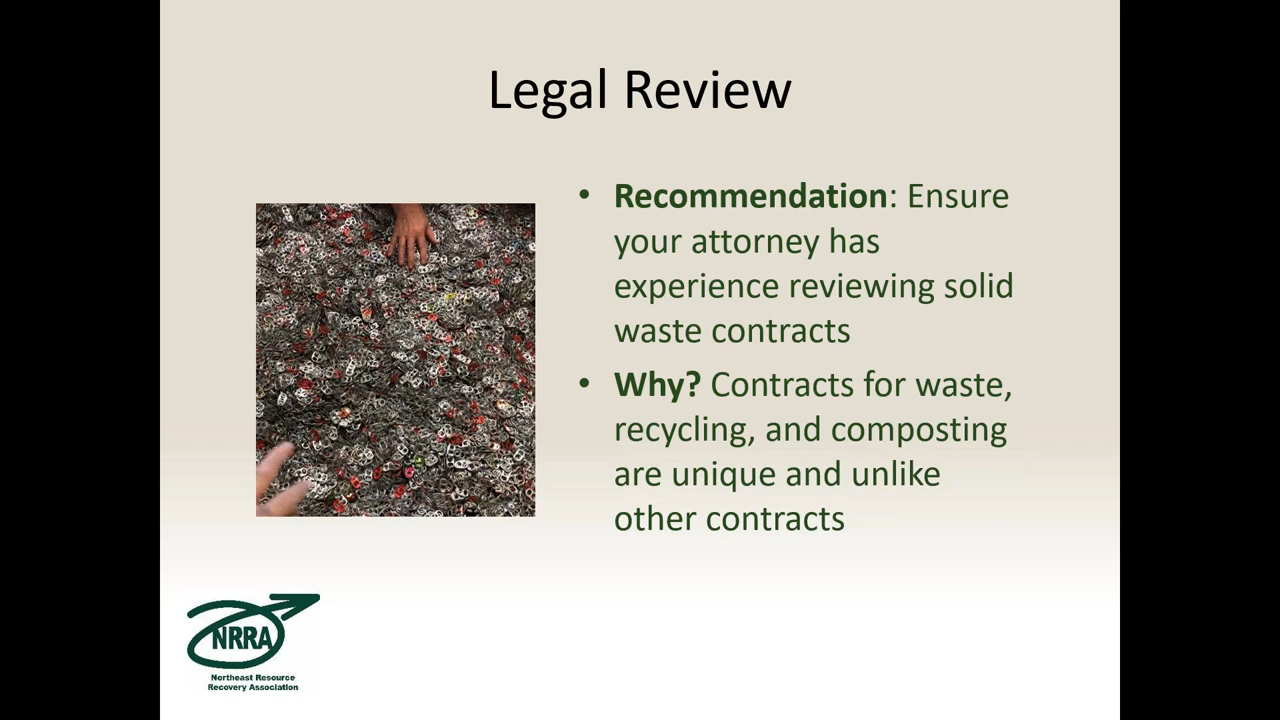 Legal Review
• Recommendation: Ensure
your attorney has
experience reviewing solid
waste contracts
• Why? Contracts for waste,
recycling, and composting
are unique and unlike
other contracts
NRRA
Northeast Resource
Recovery Association